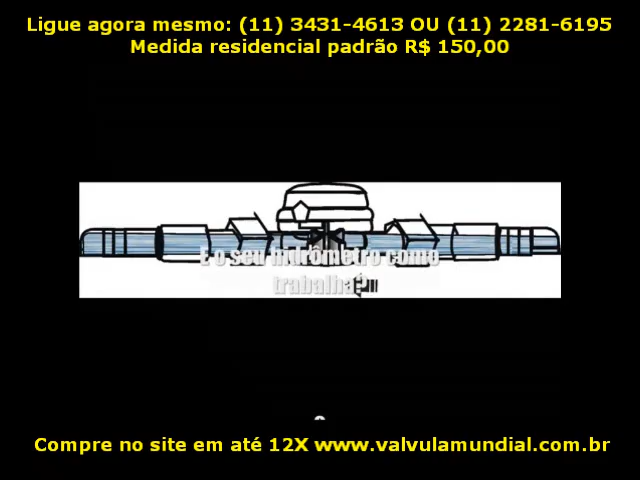 Ligue agora mesmo: (11) 3431-4613 OU (11) 2281-6195
Medida residencial padrão R$ 150,00
E o seu hidrômetro como
trabalha?
Compre no site em até 12X www.valvulamundial.com.br